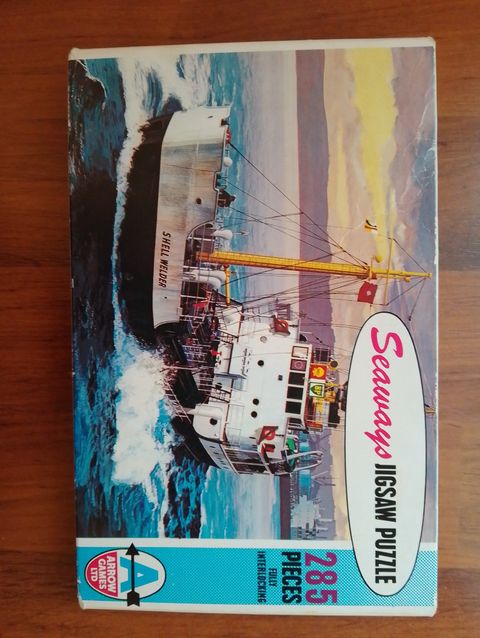 Seaways JIGSAW PUZZLE
SHELL WELDER
285
PIECES
FULLY
INTERLOCKING
A
ARROW
GAMES
LTD